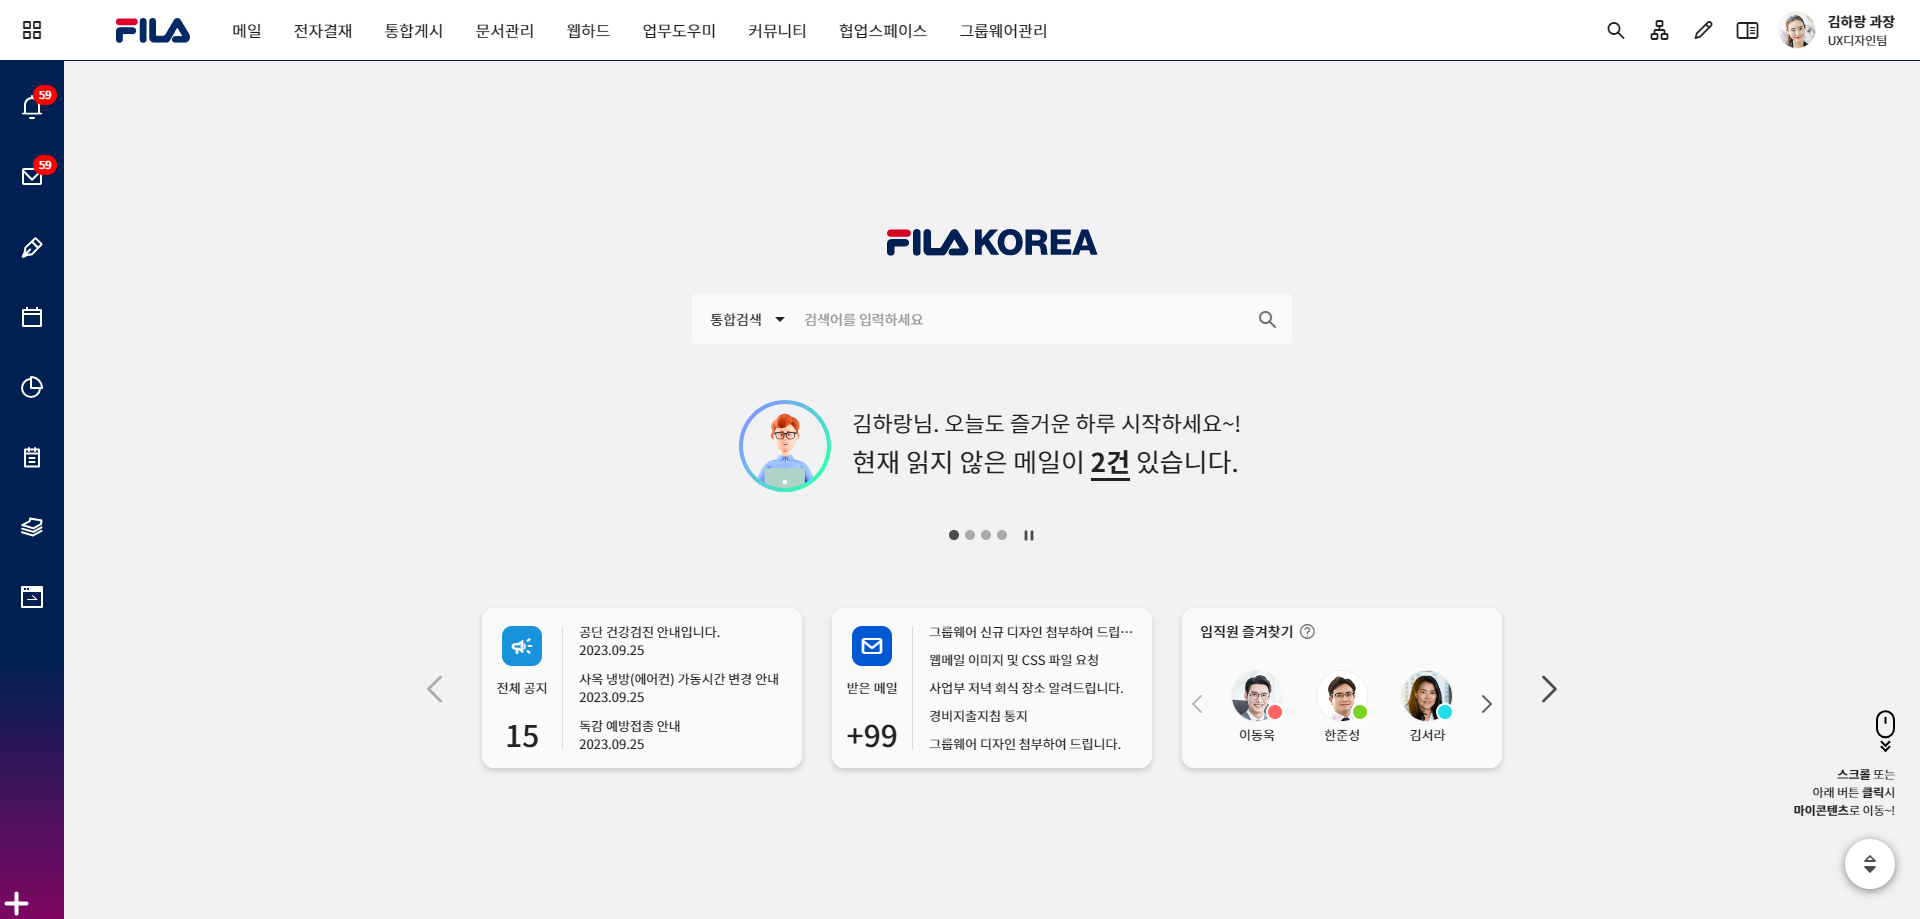 FILA
메일 전자결재 통합게시 문서관리 웹하드 업무도우미 커뮤니티 협업스페이스 그룹웨어관리
김하랑 과장
UX디자인팀
59
59
FILA KOREA
통합검색 검색어를 입력하세요
김하랑님. 오늘도 즐거운 하루 시작하세요~!
현재 읽지 않은 메일이 2건 있습니다.
전체 공지
15
공단 건강검진 안내입니다.
2023.09.25
사옥 냉방(에어컨) 가동시간 변경 안내
2023.09.25
독감 예방접종 안내
2023.09.25
받은 메일
+99
그룹웨어 신규 디자인 첨부하여 드립…
웹메일 이미지 및 CSS 파일 요청
사업부 저녁 회식 장소 알려드립니다.
경비지출지침 통지
그룹웨어 디자인 첨부하여 드립니다.
임직원 즐겨찾기 ?
이동욱 한준성 김서라
스크롤 또는
아래 버튼 클릭시
마이콘텐츠로 이동~!